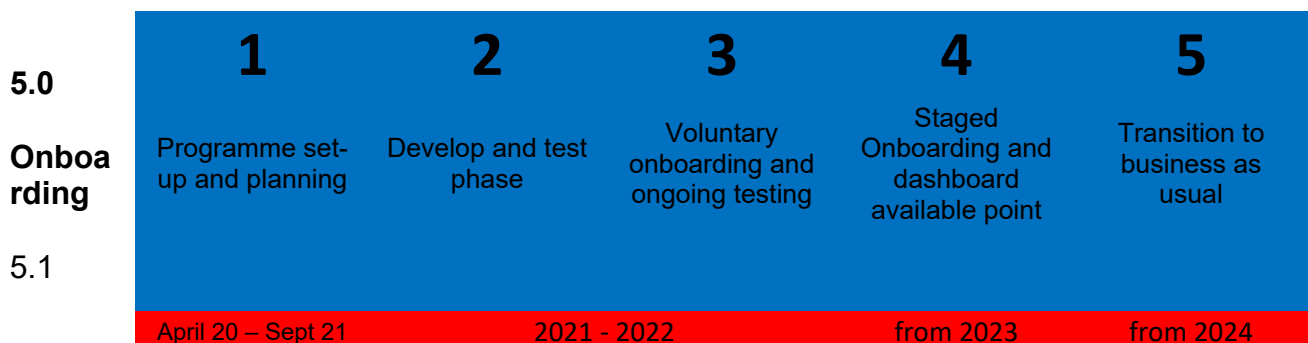 5.0
Onboa
rding
5.1
1
Programme set-
up and planning
2
Develop and test
phase
3
Voluntary
onboarding and
ongoing testing
4
Staged
Onboarding and
dashboard
available point
5
Transition to
business as
usual
April 20 – Sept 21
2021 - 2022
from 2023
from 2024